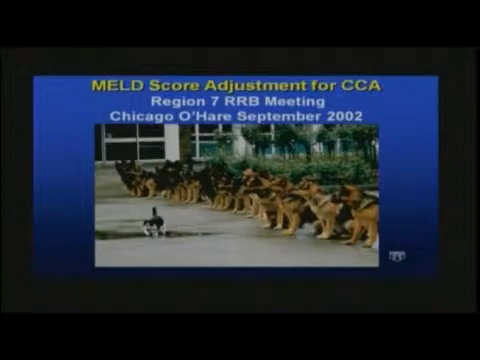 MELD Score Adjustment for CCA
Region 7 RRB Meeting
Chicago O'Hare September 2002